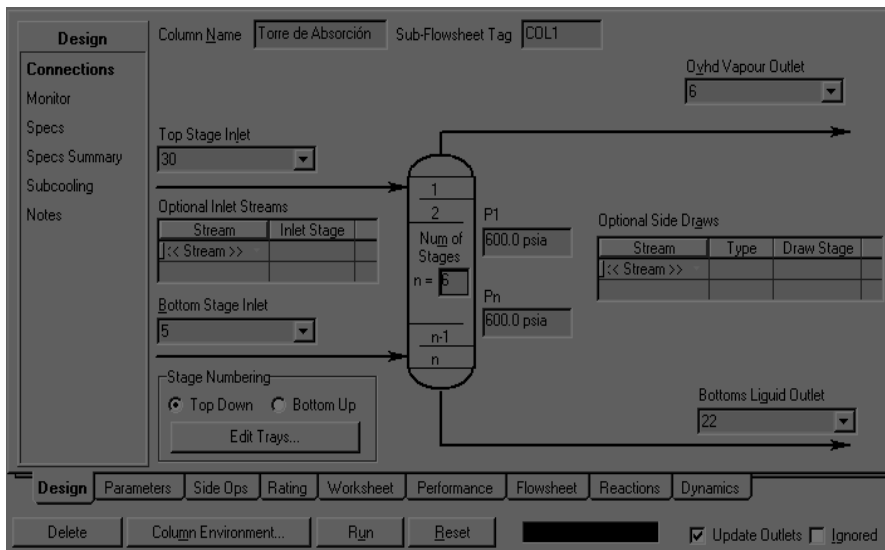 Design
Connections
Monitor
Specs
Specs Summary
Subcooling
Notes
Column Name Torre de Absorción Sub-Flowsheet Tag COL1
Ovhd Vapour Outlet
6
Top Stage Inlet
30
Optional Inlet Streams
Stream Inlet Stage
<< Stream >>
Bottom Stage Inlet
5
Stage Numbering
Top Down Bottom Up
Edit Trays...
1
2
Num of
Stages
n = 6
n-1
n
P1
600.0 psia
Pn
600.0 psia
Optional Side Draws
Stream Type Draw Stage
<< Stream >>
Bottoms Liquid Outlet
22
Design Parameters Side Ops Rating Worksheet Performance Flowsheet Reactions Dynamics
Delete Column Environment... Run Reset Update Outlets Ignored